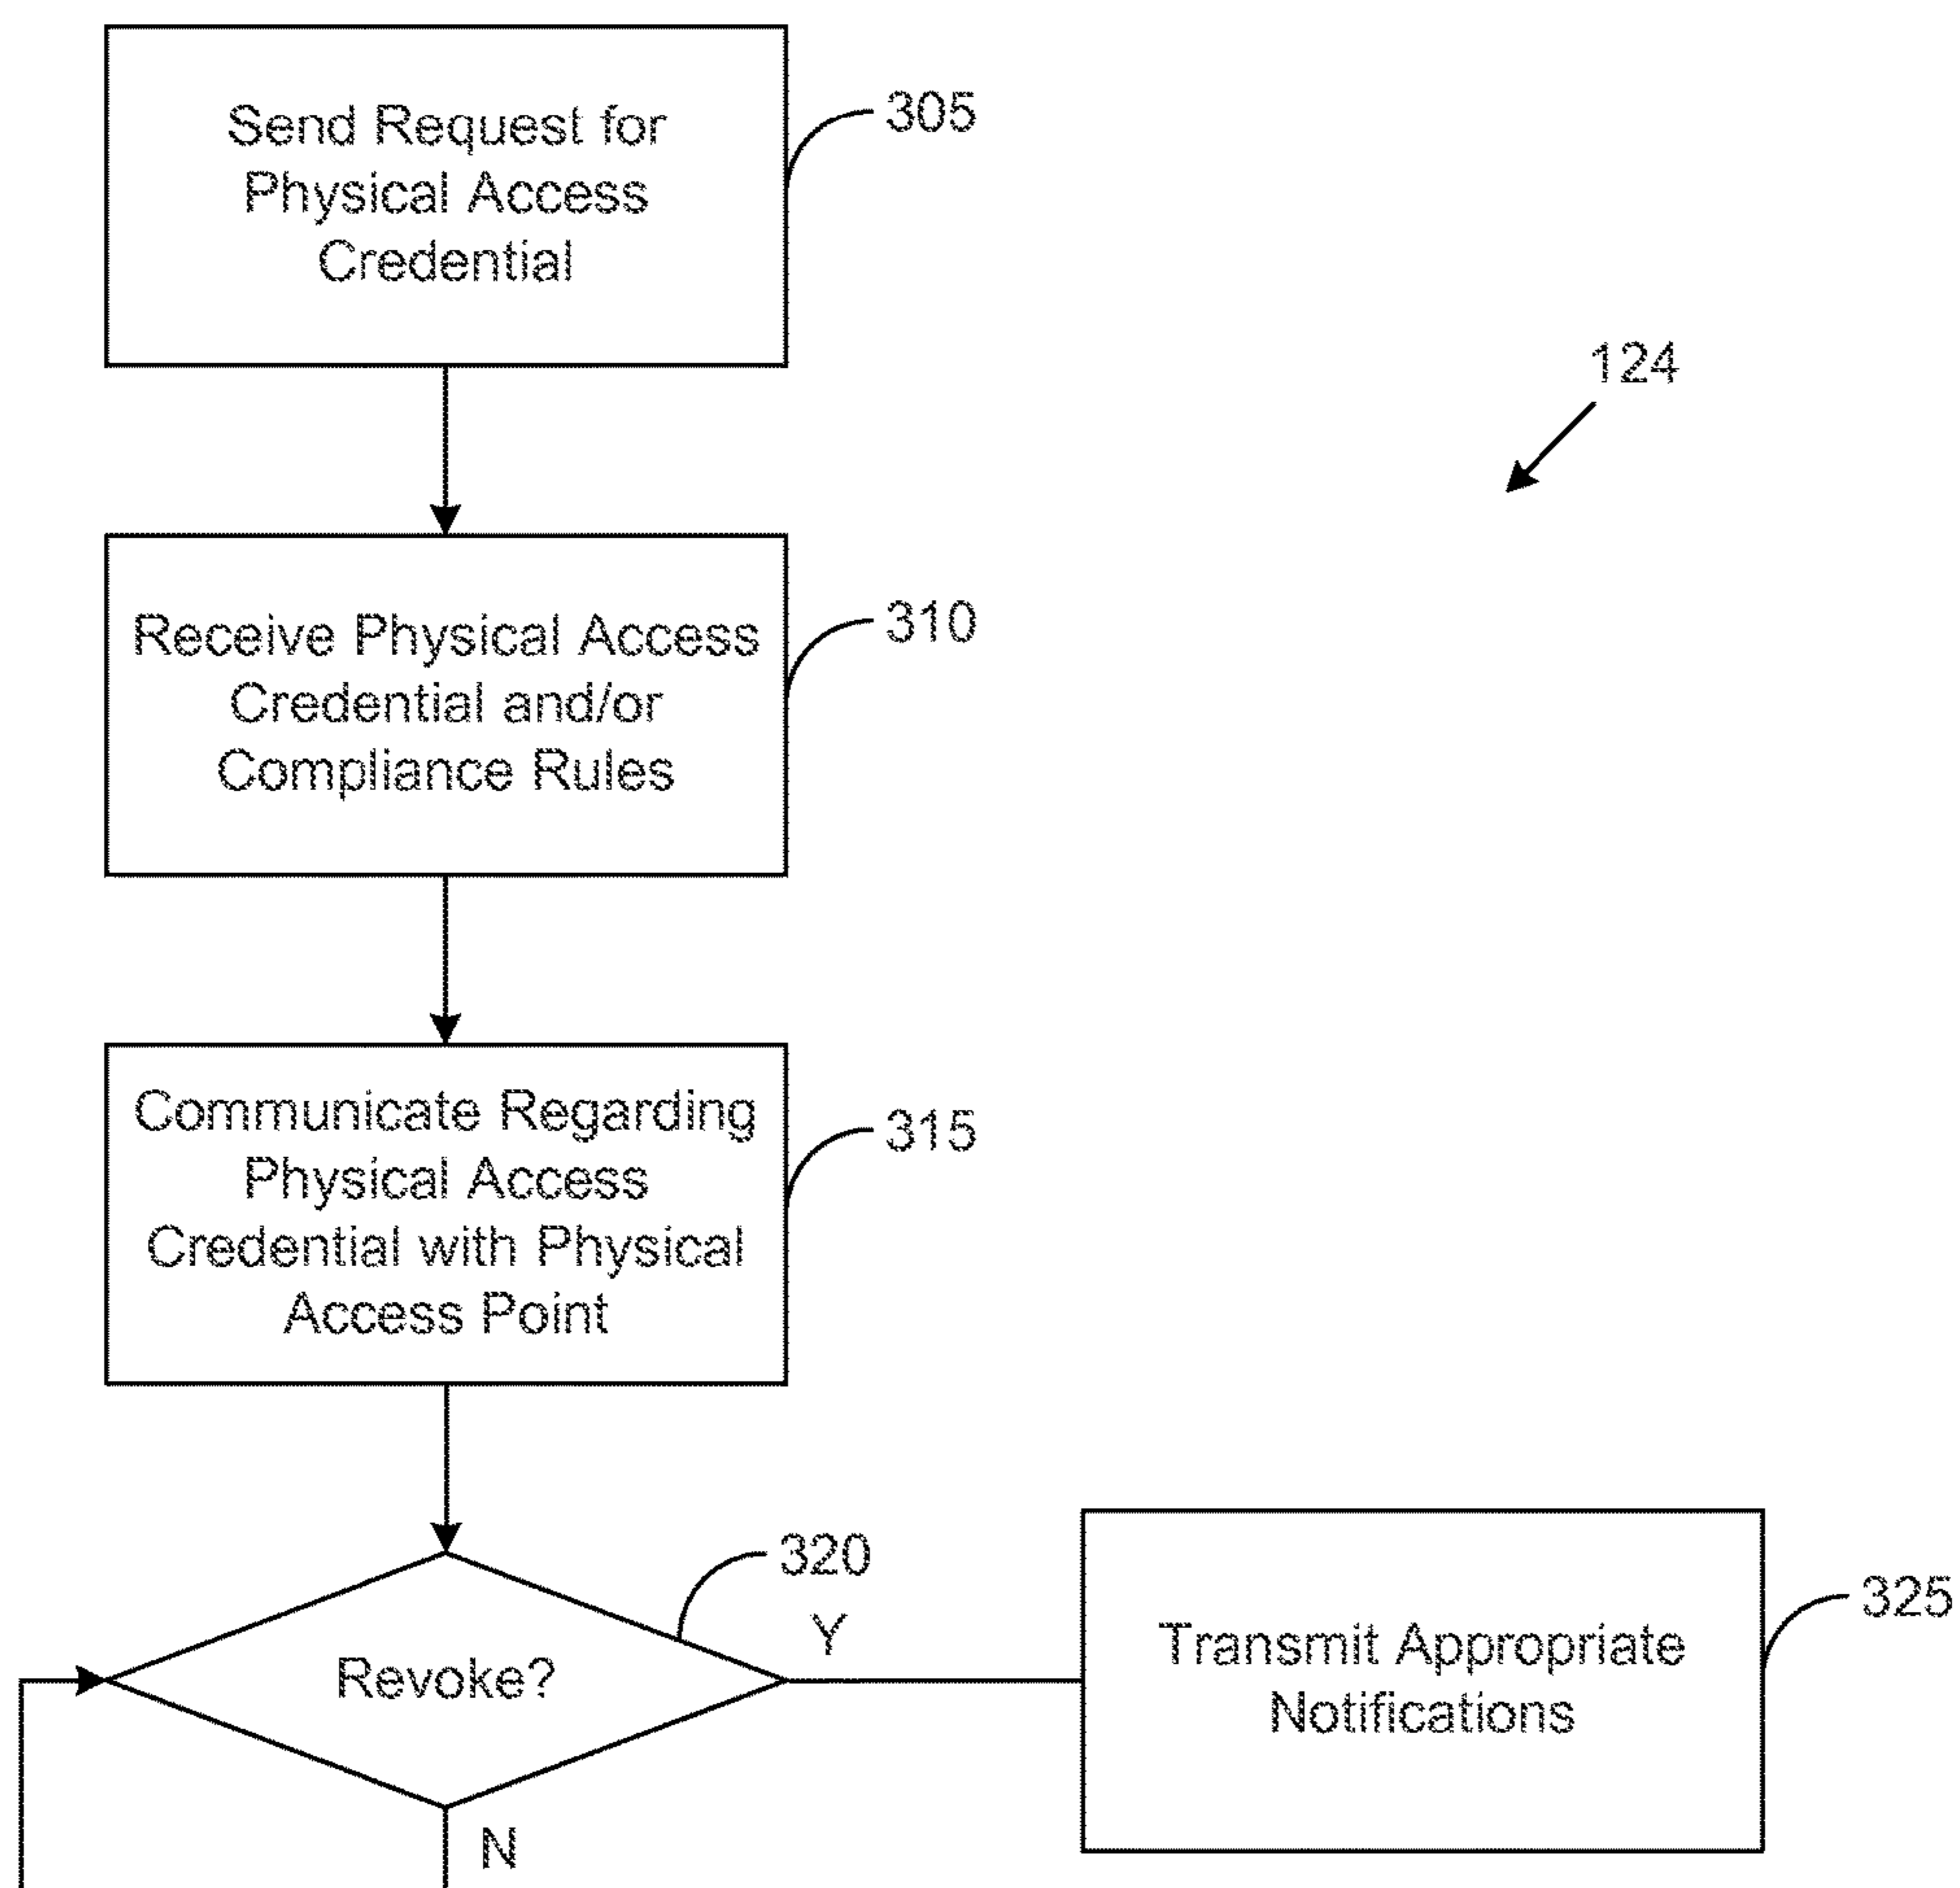 Send Request for
Physical Access
Credential
305
124
Receive Physical Access
Credential and/or
Compliance Rules
310
Communicate Regarding
Physical Access
Credential with Physical
Access Point
315
320
Revoke?
Y
N
Transmit Appropriate
Notifications
325